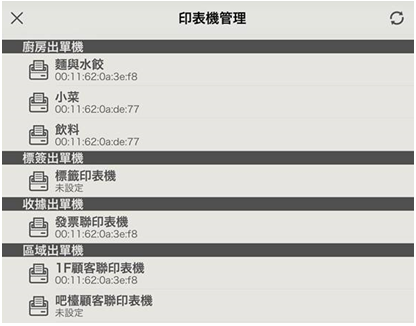 印表機管理
廚房出單機
麵與水餃
00:11:62:0a:3e:f8
小菜
00:11:62:0a:de:77
飲料
00:11:62:0a:de:77
標簽出單機
標籤印表機
未設定
收據出單機
發票聯印表機
00:11:62:0a:3e:f8
區域出單機
1F顧客聯印表機
00:11:62:0a:3e:f8
吧檯顧客聯印表機
未設定